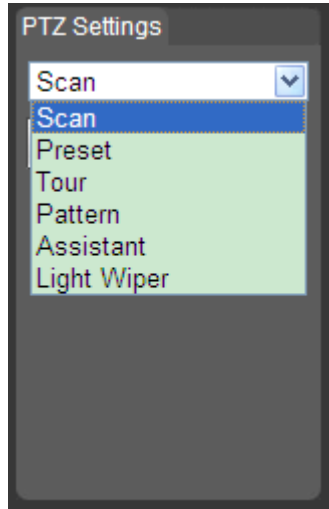 PTZ Settings
Scan
Scan
Preset
Tour
Pattern
Assistant
Light Wiper